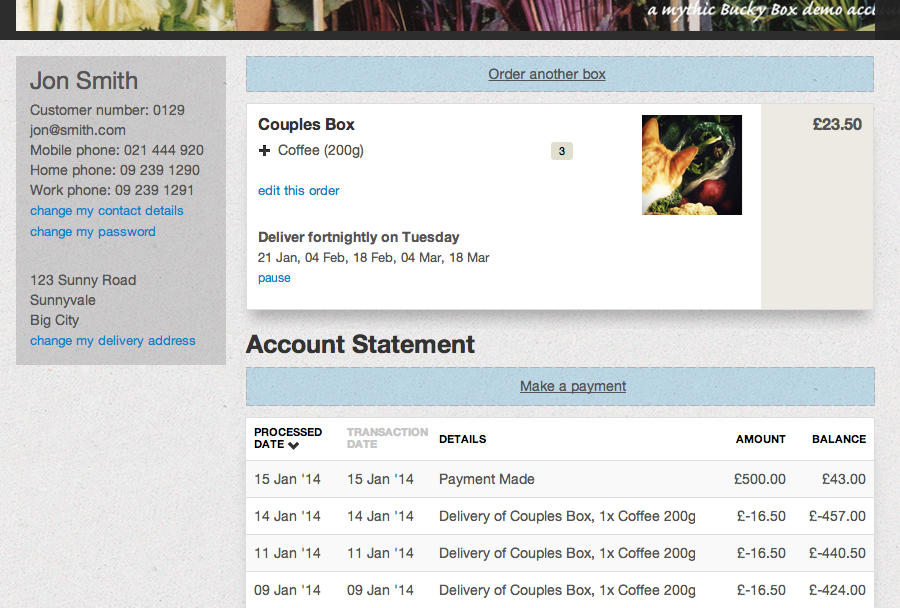 a mythic Bucky Box demo
Jon Smith
Customer number: 0129
jon@smith.com
Mobile phone: 021 444 920
Home phone: 09 239 1290
Work phone: 09 239 1291
change my contact details
change my password
123 Sunny Road
Sunnyvale
Big City
change my delivery address
Order another box
Couples Box £23.50
+ Coffee (200g) 3
edit this order
Deliver fortnightly on Tuesday
21 Jan, 04 Feb, 18 Feb, 04 Mar, 18 Mar
pause
Account Statement
Make a payment
PROCESSED DATE TRANSACTION DATE DETAILS AMOUNT BALANCE
15 Jan '14 15 Jan '14 Payment Made £500.00 £43.00
14 Jan '14 14 Jan '14 Delivery of Couples Box, 1x Coffee 200g £-16.50 £-457.00
11 Jan '14 11 Jan '14 Delivery of Couples Box, 1x Coffee 200g £-16.50 £-440.50
09 Jan '14 09 Jan '14 Delivery of Couples Box, 1x Coffee 200g £-16.50 £-424.00